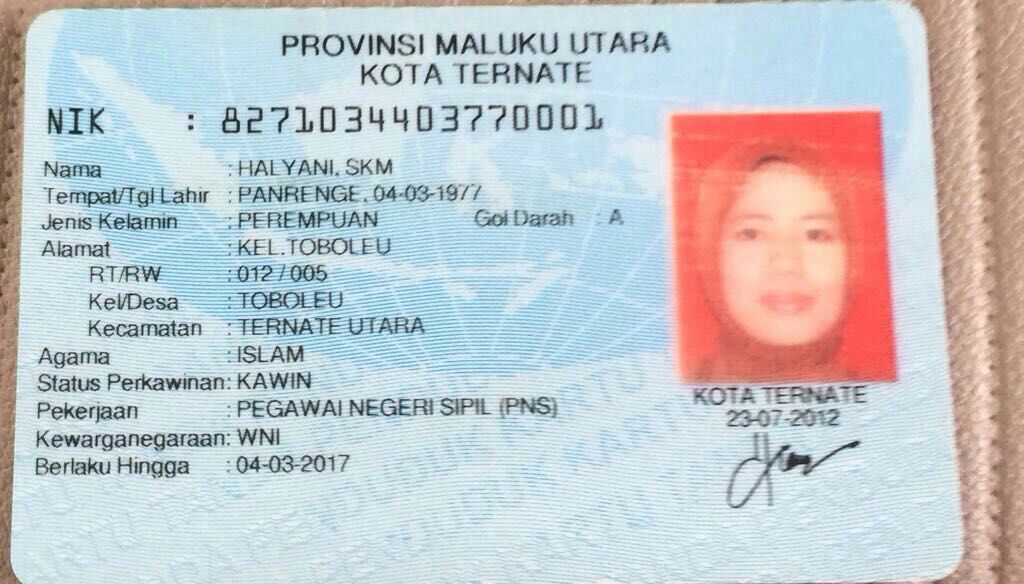 PROVINSI MALUKU UTARA
KOTA TERNATE
NIK : 8271034403770001
Nama : HALYANI, SKM
Tempat/Tgl Lahir : PANRENGE, 04-03-1977
Jenis Kelamin : PEREMPUAN Gol Darah : A
Alamat : KEL.TOBOLEU
RT/RW : 012 / 005
Kel/Desa : TOBOLEU
Kecamatan : TERNATE UTARA
Agama : ISLAM
Status Perkawinan: KAWIN
Pekerjaan : PEGAWAI NEGERI SIPIL (PNS)
Kewarganegaraan: WNI
Berlaku Hingga : 04-03-2017
KOTA TERNATE
23-07-2012